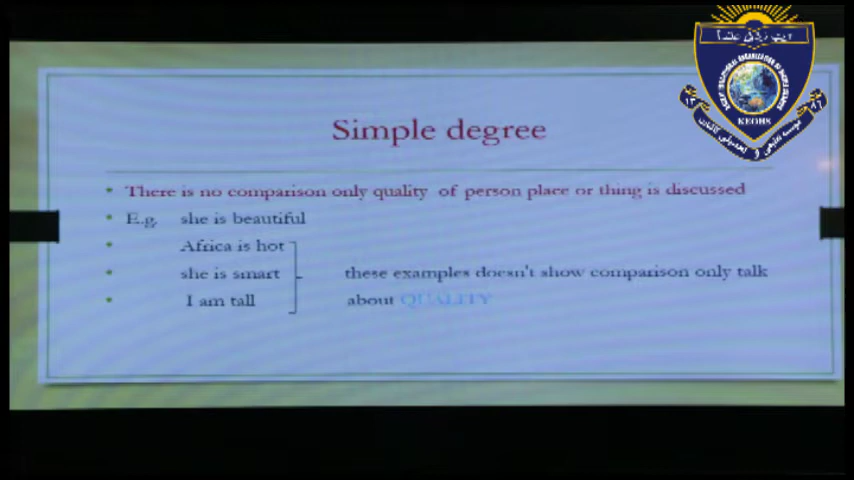 Simple degree
There is no comparison only quality of person place or thing is discussed
E.g. she is beautiful
Africa is hot
she is smart these examples doesn't show comparison only talk
I am tall about QUALITY
KEOHS